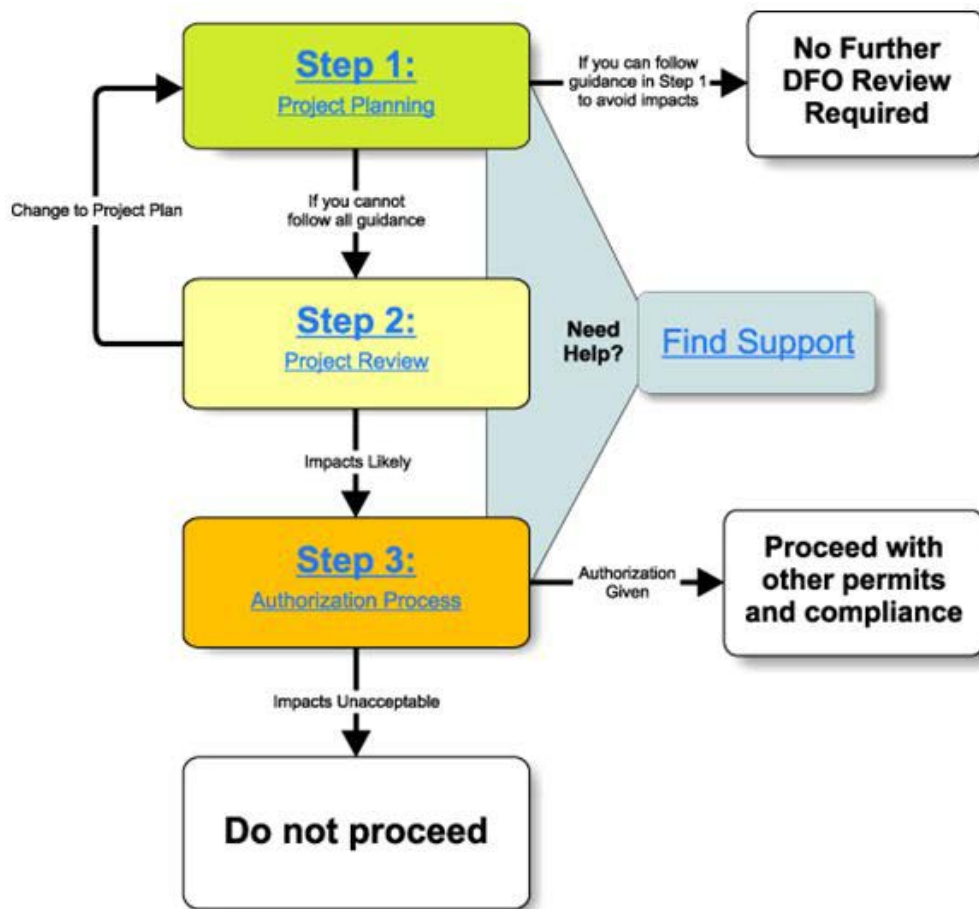 Step 1:
Project Planning
If you can follow
guidance in Step 1
to avoid impacts
No Further
DFO Review
Required
Change to Project Plan
If you cannot
follow all guidance
Step 2:
Project Review
Need
Help?
Find Support
Impacts Likely
Step 3:
Authorization Process
Authorization
Given
Proceed with
other permits
and compliance
Impacts Unacceptable
Do not proceed